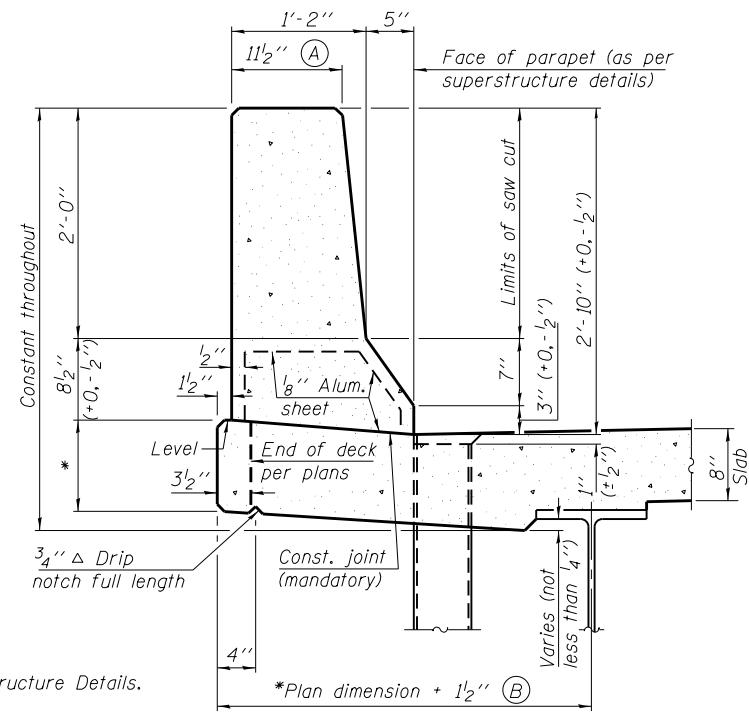 1'-2"
5"
11½" (A)
Face of parapet (as per
superstructure details)
Constant throughout
2'-0"
Limits of saw cut
2'-10" (+0,-½")
8½"
(+0,-½")
½"
1½"
⅛" Alum.
sheet
7"
3" (+0,-½")
Level
End of deck
per plans
*
3½"
1"
(±½")
8"
Slab
¾" Δ Drip
notch full length
Const. joint
(mandatory)
Varies (not
less than ¼")
4"
ructure Details.
*Plan dimension + 1½" (B)